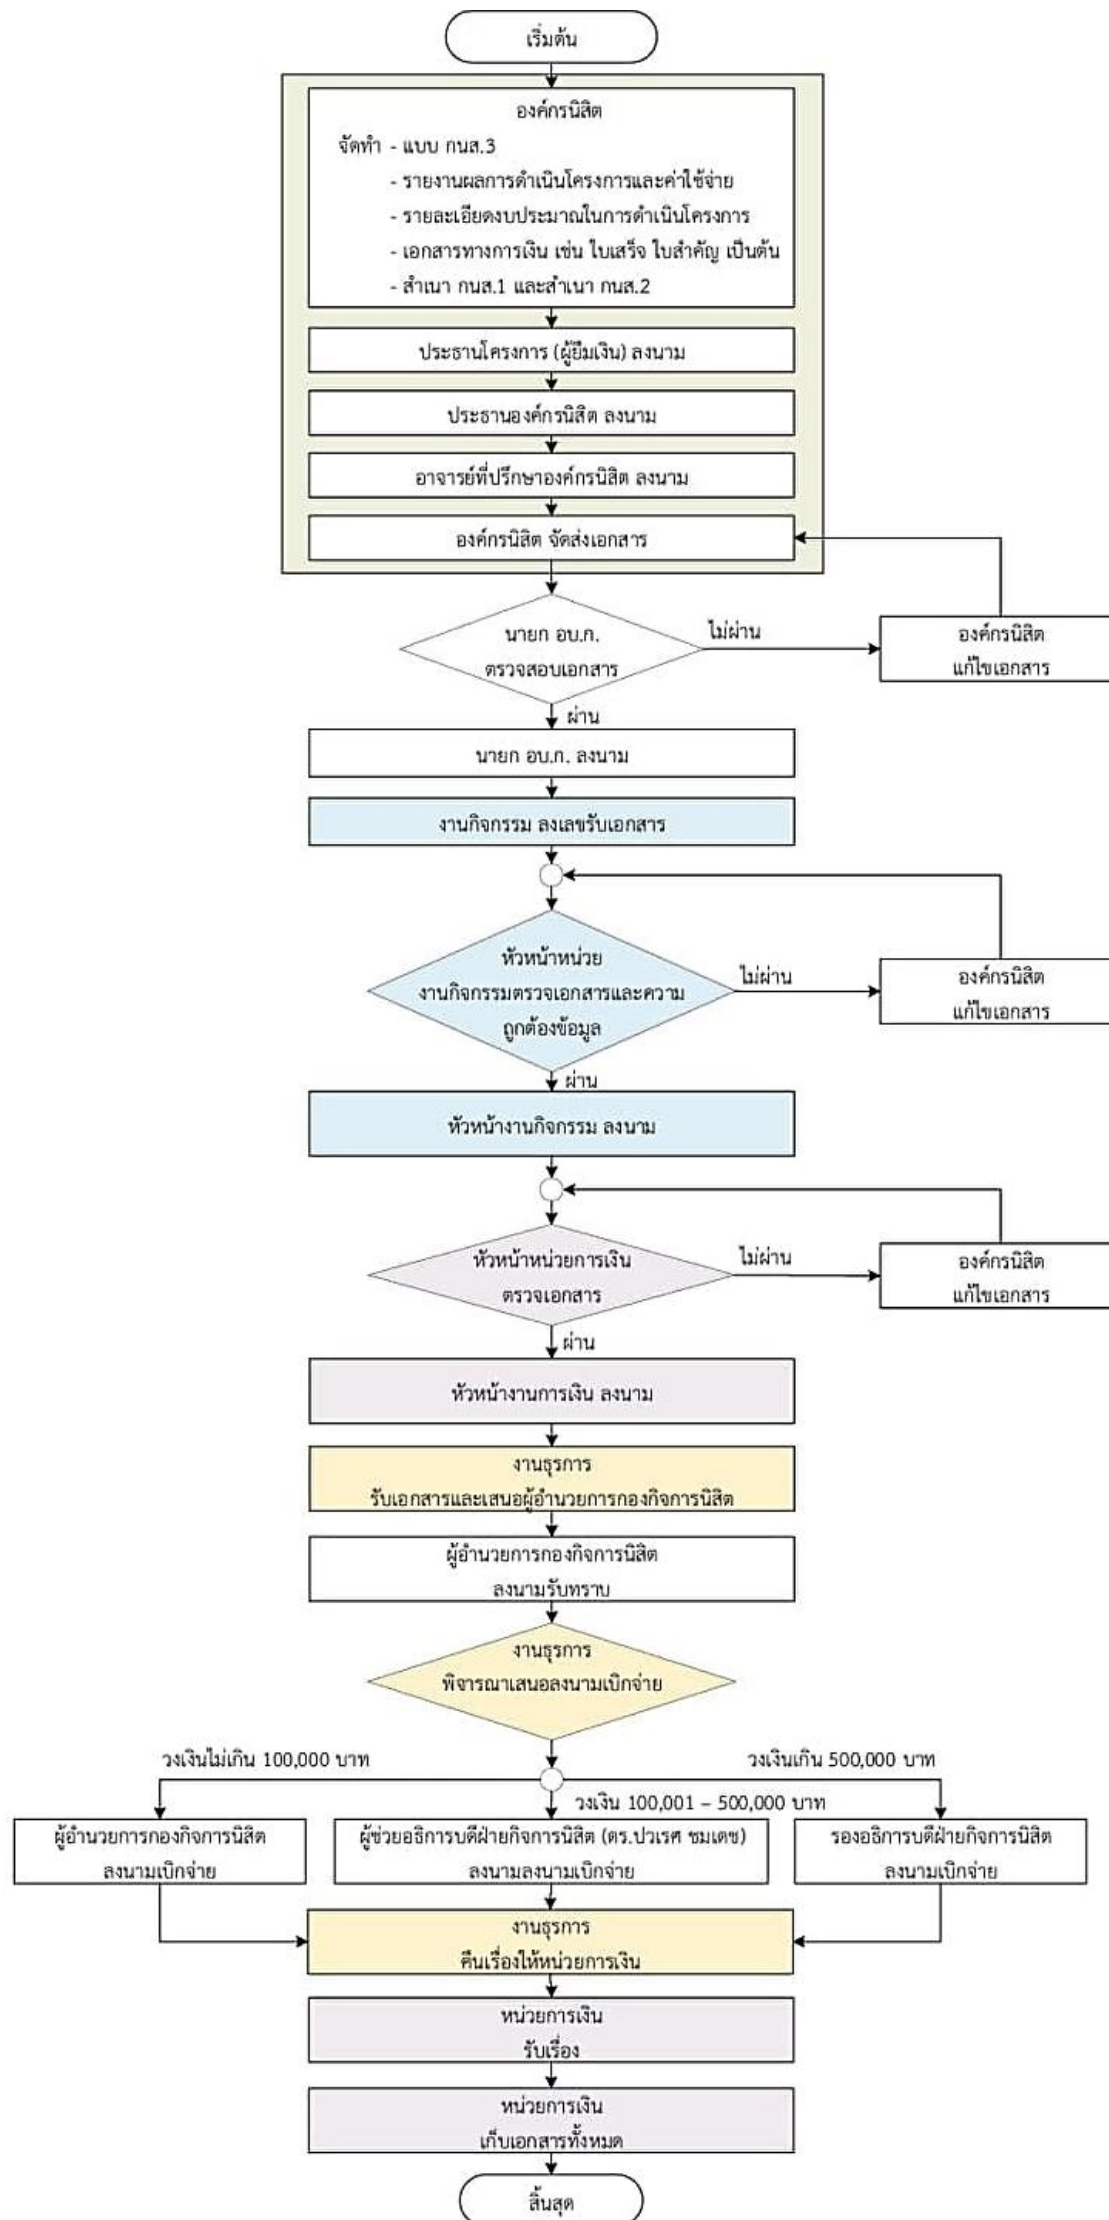 เริ่มต้น
องค์กรนิสิต
จัดทำ - แบบ กนส.3
- รายงานผลการดำเนินโครงการและค่าใช้จ่าย
- รายละเอียดงบประมาณในการดำเนินโครงการ
- เอกสารทางการเงิน เช่น ใบเสร็จ ใบสำคัญ เป็นต้น
- สำเนา กนส.1 และสำเนา กนส.2
ประธานโครงการ (ผู้ยืมเงิน) ลงนาม
ประธานองค์กรนิสิต ลงนาม
อาจารย์ที่ปรึกษาองค์กรนิสิต ลงนาม
องค์กรนิสิต จัดส่งเอกสาร
นายก อบ.ก.
ตรวจสอบเอกสาร
ไม่ผ่าน
องค์กรนิสิต
แก้ไขเอกสาร
ผ่าน
นายก อบ.ก. ลงนาม
งานกิจกรรม ลงเลขรับเอกสาร
หัวหน้าหน่วย
งานกิจกรรมตรวจเอกสารและความ
ถูกต้องข้อมูล
ไม่ผ่าน
องค์กรนิสิต
แก้ไขเอกสาร
ผ่าน
หัวหน้างานกิจกรรม ลงนาม
หัวหน้าหน่วยการเงิน
ตรวจเอกสาร
ไม่ผ่าน
องค์กรนิสิต
แก้ไขเอกสาร
ผ่าน
หัวหน้างานการเงิน ลงนาม
งานธุรการ
รับเอกสารและเสนอผู้อำนวยการกองกิจการนิสิต
ผู้อำนวยการกองกิจการนิสิต
ลงนามรับทราบ
งานธุรการ
พิจารณาเสนอลงนามเบิกจ่าย
วงเงินไม่เกิน 100,000 บาท
วงเงินเกิน 500,000 บาท
วงเงิน 100,001 – 500,000 บาท
ผู้อำนวยการกองกิจการนิสิต
ลงนามเบิกจ่าย
ผู้ช่วยอธิการบดีฝ่ายกิจการนิสิต (ดร.ปวเรศ ชมเดช)
ลงนามลงนามเบิกจ่าย
รองอธิการบดีฝ่ายกิจการนิสิต
ลงนามเบิกจ่าย
งานธุรการ
คืนเรื่องให้หน่วยการเงิน
หน่วยการเงิน
รับเรื่อง
หน่วยการเงิน
เก็บเอกสารทั้งหมด
สิ้นสุด